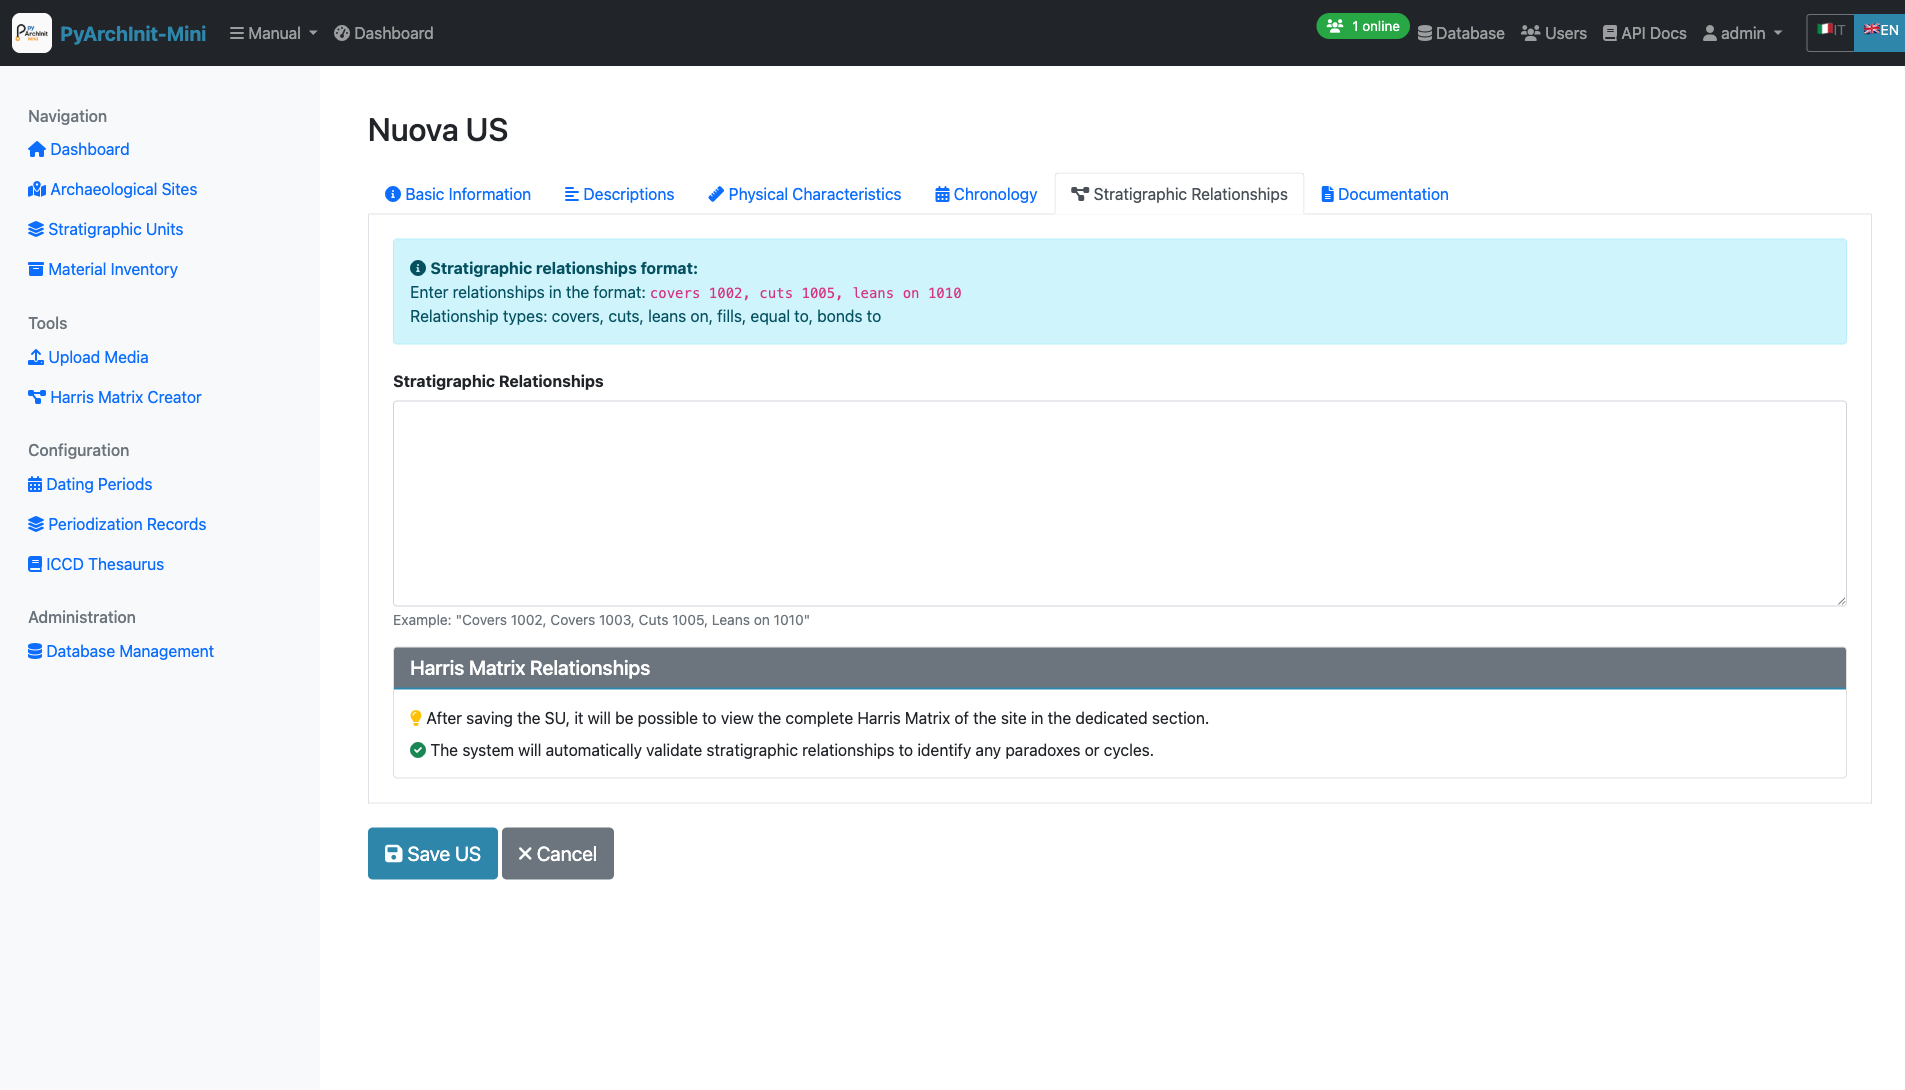 PyArchInit-Mini
Manual
Dashboard
1 online
Database
Users
API Docs
admin
IT
EN
Navigation
Dashboard
Archaeological Sites
Stratigraphic Units
Material Inventory
Tools
Upload Media
Harris Matrix Creator
Configuration
Dating Periods
Periodization Records
ICCD Thesaurus
Administration
Database Management
Nuova US
Basic Information
Descriptions
Physical Characteristics
Chronology
Stratigraphic Relationships
Documentation
Stratigraphic relationships format:
Enter relationships in the format: covers 1002, cuts 1005, leans on 1010
Relationship types: covers, cuts, leans on, fills, equal to, bonds to
Stratigraphic Relationships
Example: "Covers 1002, Covers 1003, Cuts 1005, Leans on 1010"
Harris Matrix Relationships
After saving the SU, it will be possible to view the complete Harris Matrix of the site in the dedicated section.
The system will automatically validate stratigraphic relationships to identify any paradoxes or cycles.
Save US
Cancel